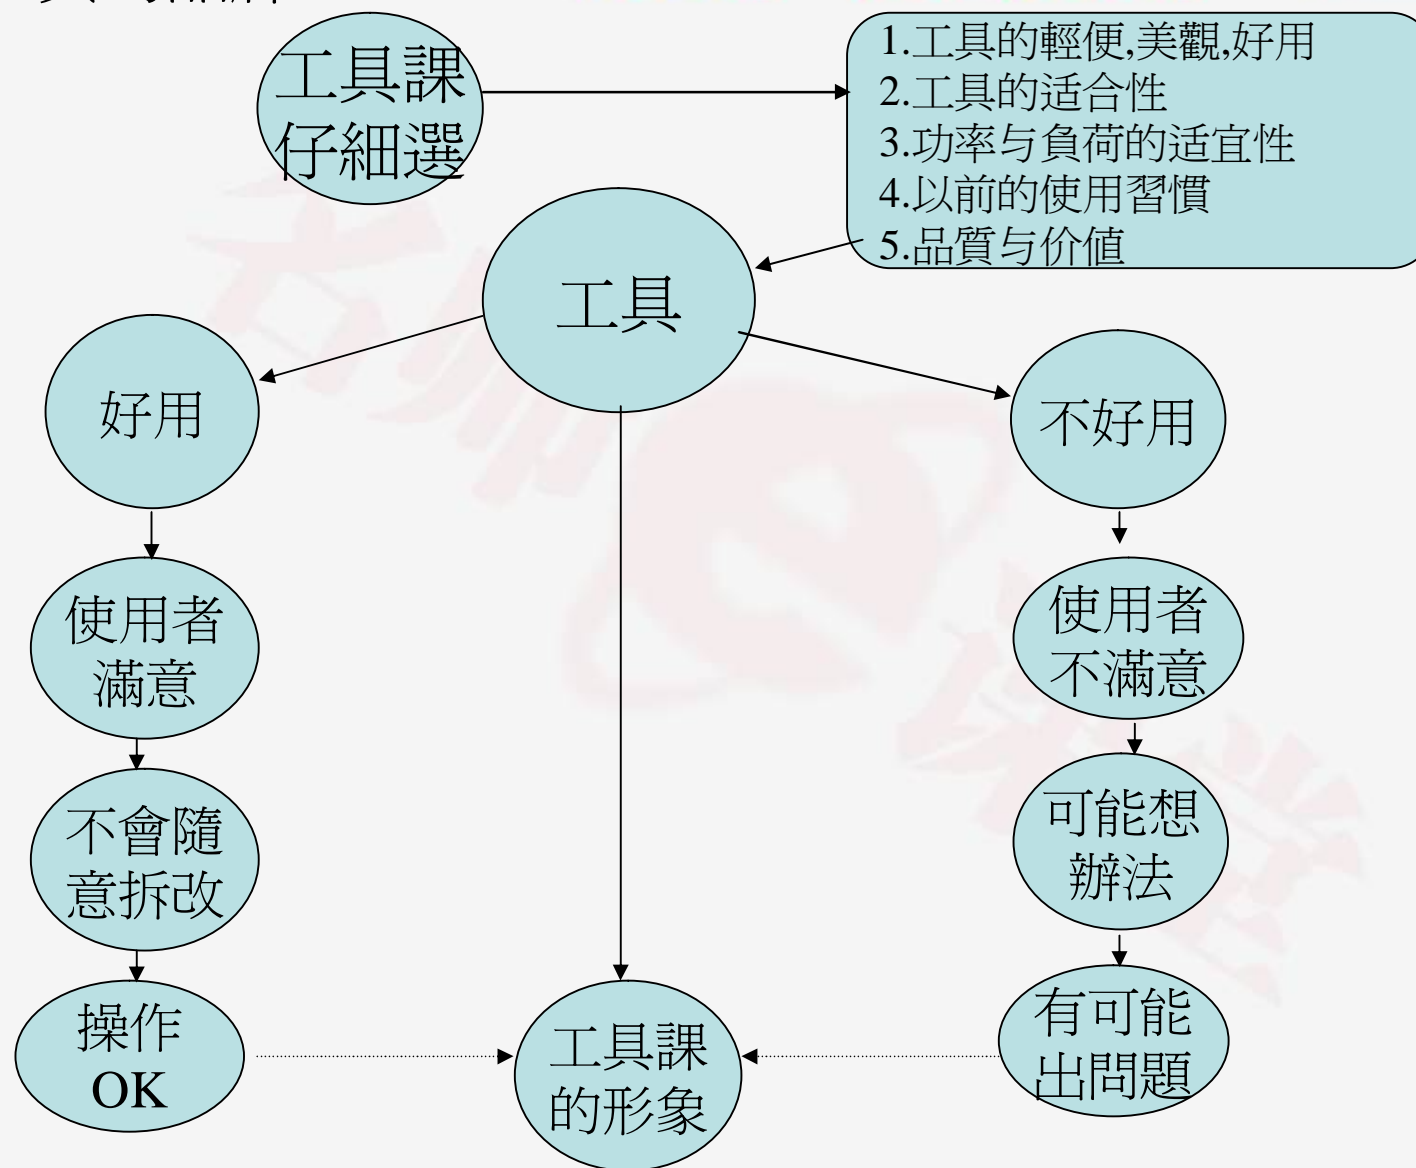 工具課
仔細選
1.工具的輕便,美觀,好用
2.工具的适合性
3.功率与負荷的适宜性
4.以前的使用習慣
5.品質与价值
工具
好用
不好用
使用者
滿意
使用者
不滿意
不會隨
意拆改
可能想
辦法
操作
OK
工具課
的形象
有可能
出問題
名師
e
課堂